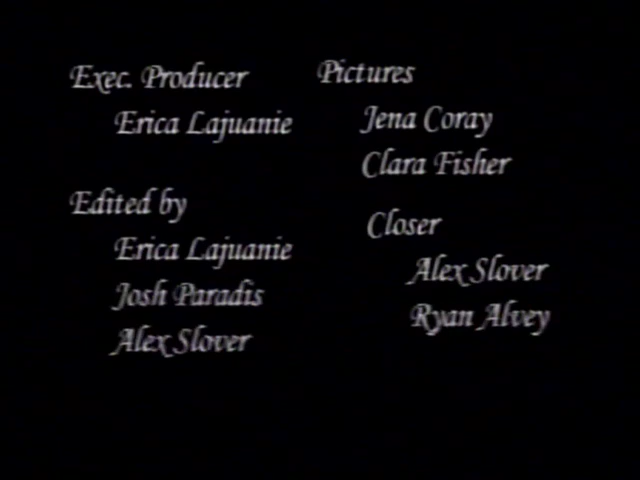 Exec. Producer
Erica Lajuanie
Edited by
Erica Lajuanie
Josh Paradis
Alex Slover
Pictures
Jena Coray
Clara Fisher
Closer
Alex Slover
Ryan Alvey